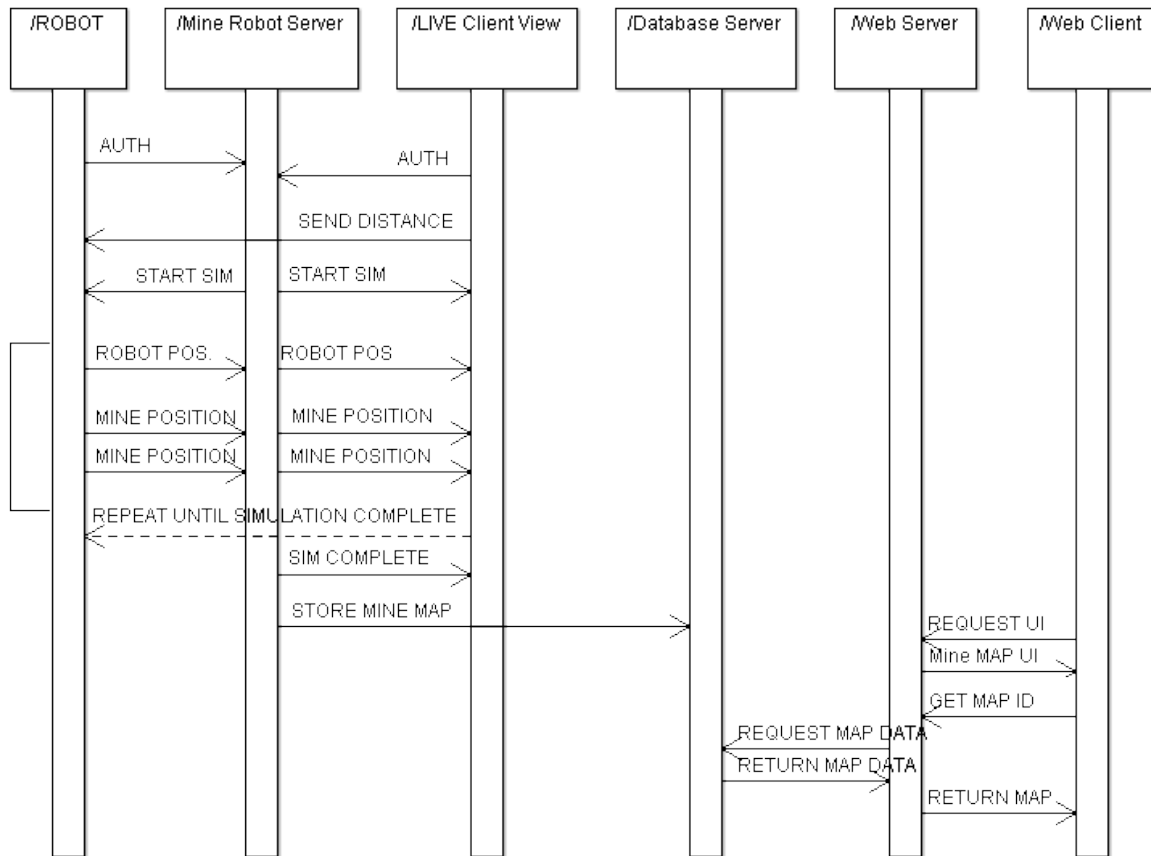 /ROBOT
/Mine Robot Server
/LIVE Client View
/Database Server
/Web Server
/Web Client
AUTH
AUTH
SEND DISTANCE
START SIM
START SIM
ROBOT POS.
ROBOT POS
MINE POSITION
MINE POSITION
MINE POSITION
MINE POSITION
REPEAT UNTIL SIMULATION COMPLETE
SIM COMPLETE
STORE MINE MAP
REQUEST UI
Mine MAP UI
GET MAP ID
REQUEST MAP DATA
RETURN MAP DATA
RETURN MAP